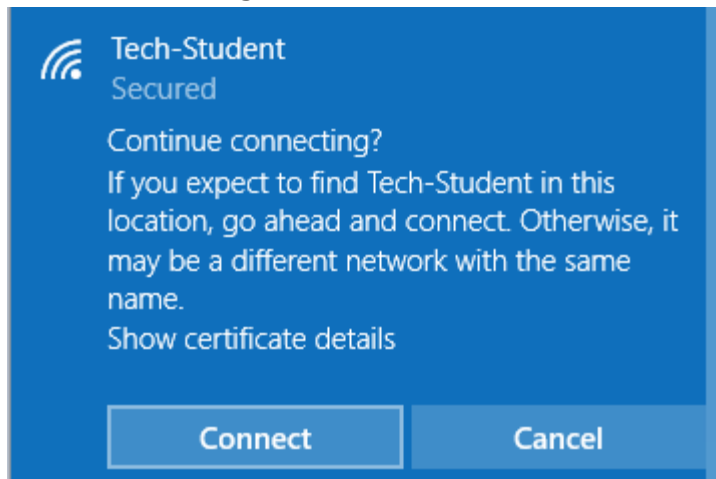 Tech-Student
Secured
Continue connecting?
If you expect to find Tech-Student in this
location, go ahead and connect. Otherwise, it
may be a different network with the same
name.
Show certificate details
Connect
Cancel